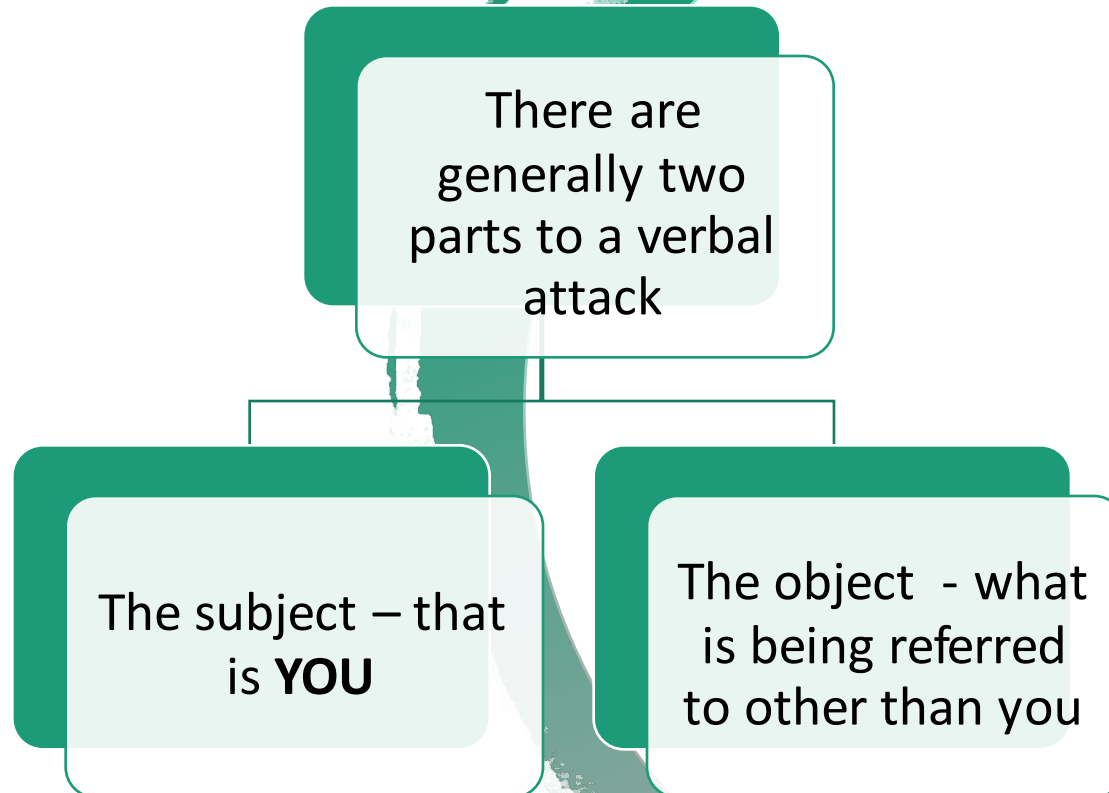 There are
generally two
parts to a verbal
attack
The subject – that
is YOU
The object  - what
is being referred
to other than you